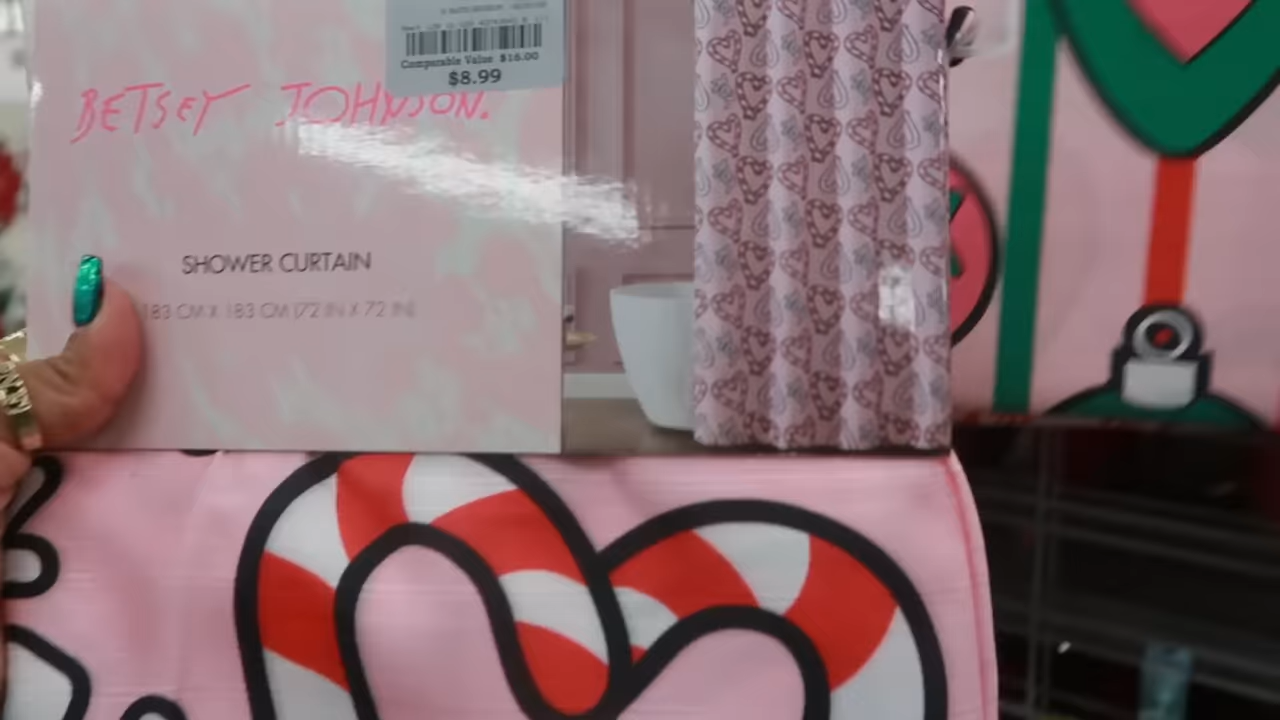 Comparable Value $16.00
$8.99
BETSEY JOHNSON.
SHOWER CURTAIN
183 CM X 183 CM (72 IN X 72 IN)